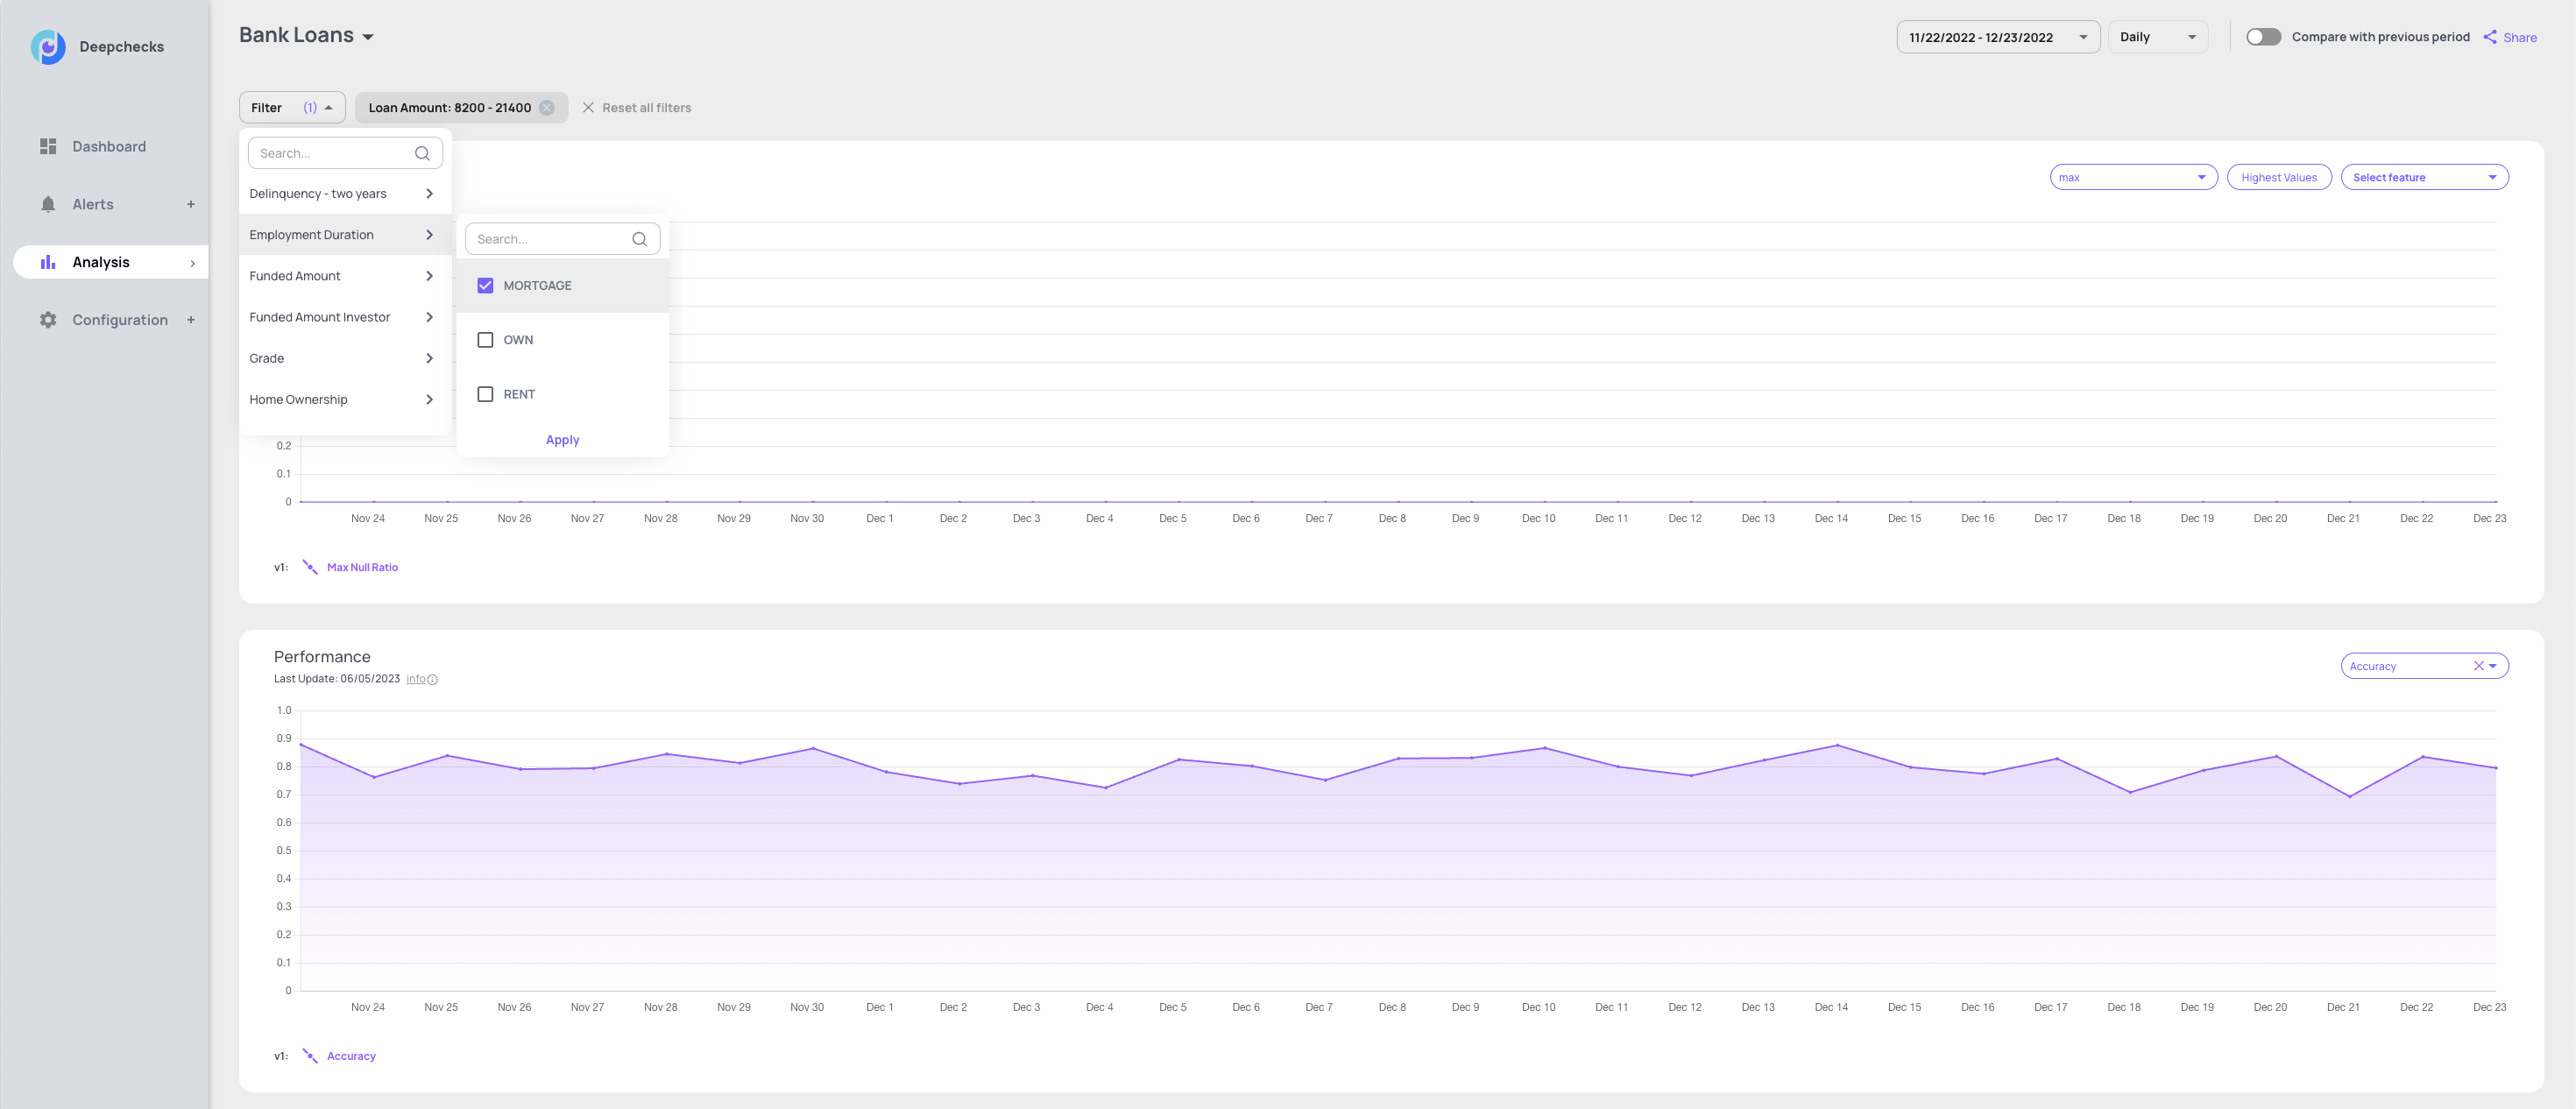 Deepchecks
Dashboard
Alerts +
Analysis
Configuration +
Bank Loans
11/22/2022 - 12/23/2022
Daily
Compare with previous period
Share
Filter (1)
Loan Amount: 8200 - 21400
Reset all filters
Search...
Delinquency - two years
Employment Duration
Funded Amount
Funded Amount Investor
Grade
Home Ownership
Search...
MORTGAGE
OWN
RENT
Apply
max
Highest Values
Select feature
0.2
0.1
0
Nov 24 Nov 25 Nov 26 Nov 27 Nov 28 Nov 29 Nov 30 Dec 1 Dec 2 Dec 3 Dec 4 Dec 5 Dec 6 Dec 7 Dec 8 Dec 9 Dec 10 Dec 11 Dec 12 Dec 13 Dec 14 Dec 15 Dec 16 Dec 17 Dec 18 Dec 19 Dec 20 Dec 21 Dec 22 Dec 23
v1: Max Null Ratio
Performance
Last Update: 06/05/2023 info
Accuracy
1.0
0.9
0.8
0.7
0.6
0.5
0.4
0.3
0.2
0.1
0
Nov 24 Nov 25 Nov 26 Nov 27 Nov 28 Nov 29 Nov 30 Dec 1 Dec 2 Dec 3 Dec 4 Dec 5 Dec 6 Dec 7 Dec 8 Dec 9 Dec 10 Dec 11 Dec 12 Dec 13 Dec 14 Dec 15 Dec 16 Dec 17 Dec 18 Dec 19 Dec 20 Dec 21 Dec 22 Dec 23
v1: Accuracy